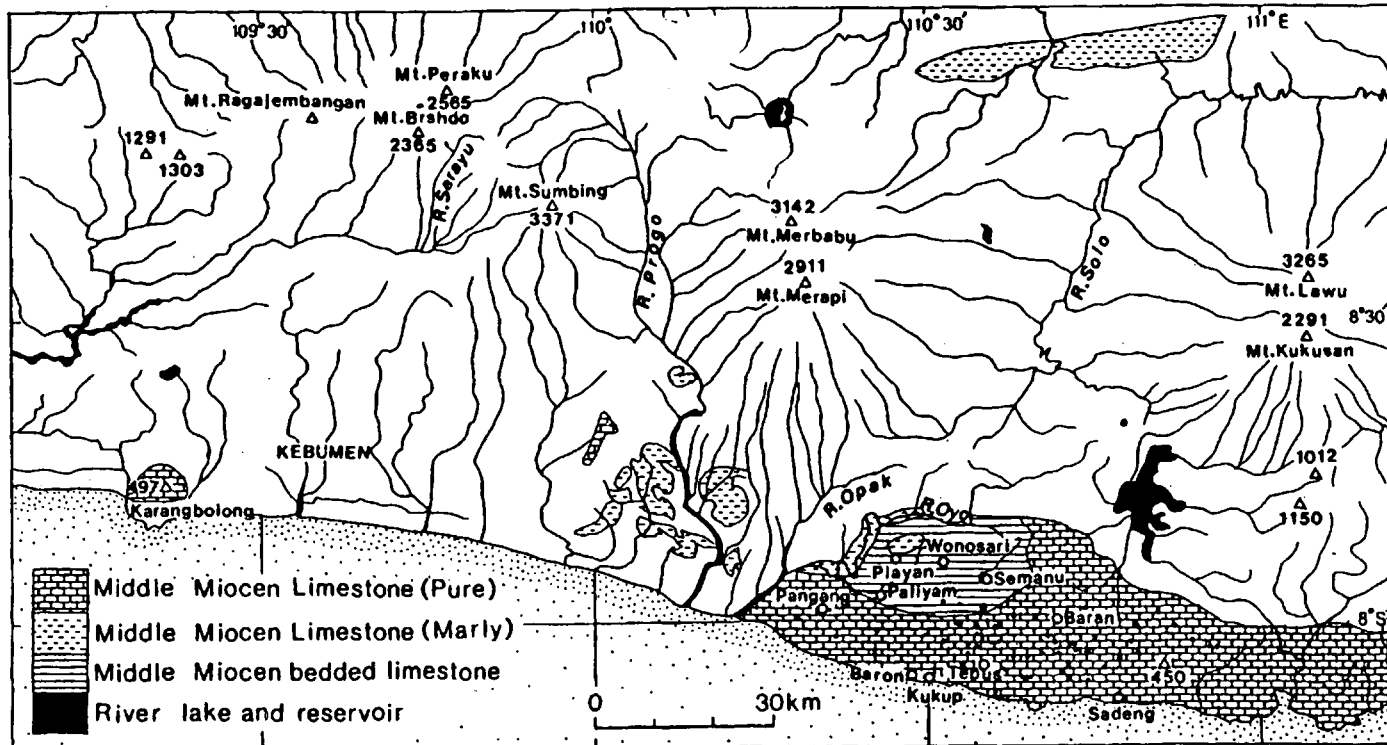 109°30'
110°
110°30'
111°E
Mt.Peraku
2565
Mt.Ragajembangan
Mt.Brshdo
2365
1291
1303
R.Sarayu
Mt.Sumbing
3371
R. Progo
3142
Mt.Merbabu
2911
Mt.Merapi
R.Solo
3265
Mt.Lawu
2291
8°30'
Mt.Kukusan
KEBUMEN
497
Karangbolong
1012
1150
R.Opak
R.Oyo
Wonosari
Playan
Semanu
Paliyam
Pangang
Baran
8°S
Baron
Tepus
Kukup
450
Sadeng
Middle Miocen Limestone (Pure)
Middle Miocen Limestone (Marly)
Middle Miocen bedded limestone
River lake and reservoir
0 30km